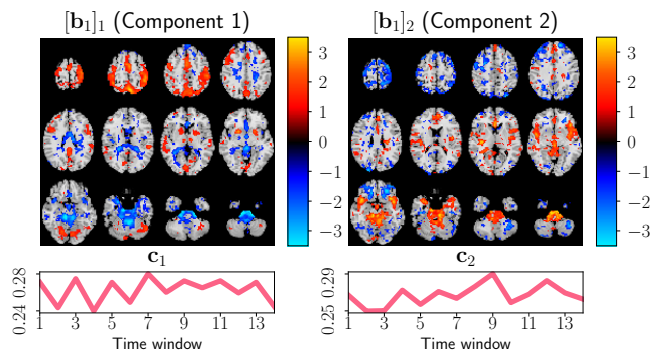 [b₁]₁ (Component 1)
[b₁]₂ (Component 2)
3
2
1
0
−1
−2
−3
3
2
1
0
−1
−2
−3
c₁
c₂
0.28
0.24
0.29
0.25
1 3 5 7 9 11 13
1 3 5 7 9 11 13
Time window
Time window